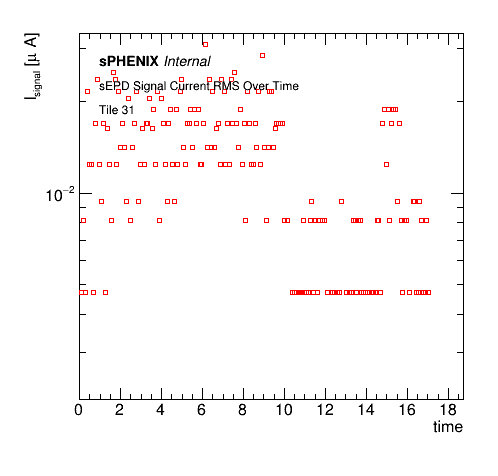 I_signal [μ A]
sPHENIX Internal
sEPD Signal Current RMS Over Time
Tile 31
10⁻²
0 2 4 6 8 10 12 14 16 18
time